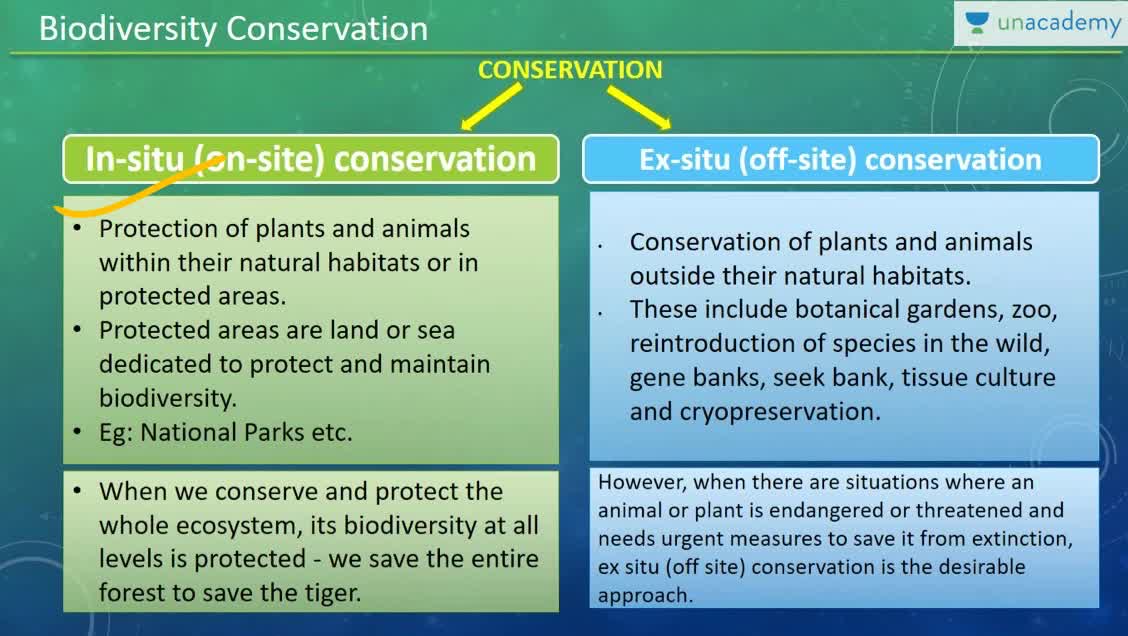 Biodiversity Conservation
unacademy
CONSERVATION
In-situ (on-site) conservation
• Protection of plants and animals
within their natural habitats or in
protected areas.
• Protected areas are land or sea
dedicated to protect and maintain
biodiversity.
• Eg: National Parks etc.
• When we conserve and protect the
whole ecosystem, its biodiversity at all
levels is protected - we save the entire
forest to save the tiger.
Ex-situ (off-site) conservation
. Conservation of plants and animals
outside their natural habitats.
. These include botanical gardens, zoo,
reintroduction of species in the wild,
gene banks, seek bank, tissue culture
and cryopreservation.
However, when there are situations where an
animal or plant is endangered or threatened and
needs urgent measures to save it from extinction,
ex situ (off site) conservation is the desirable
approach.